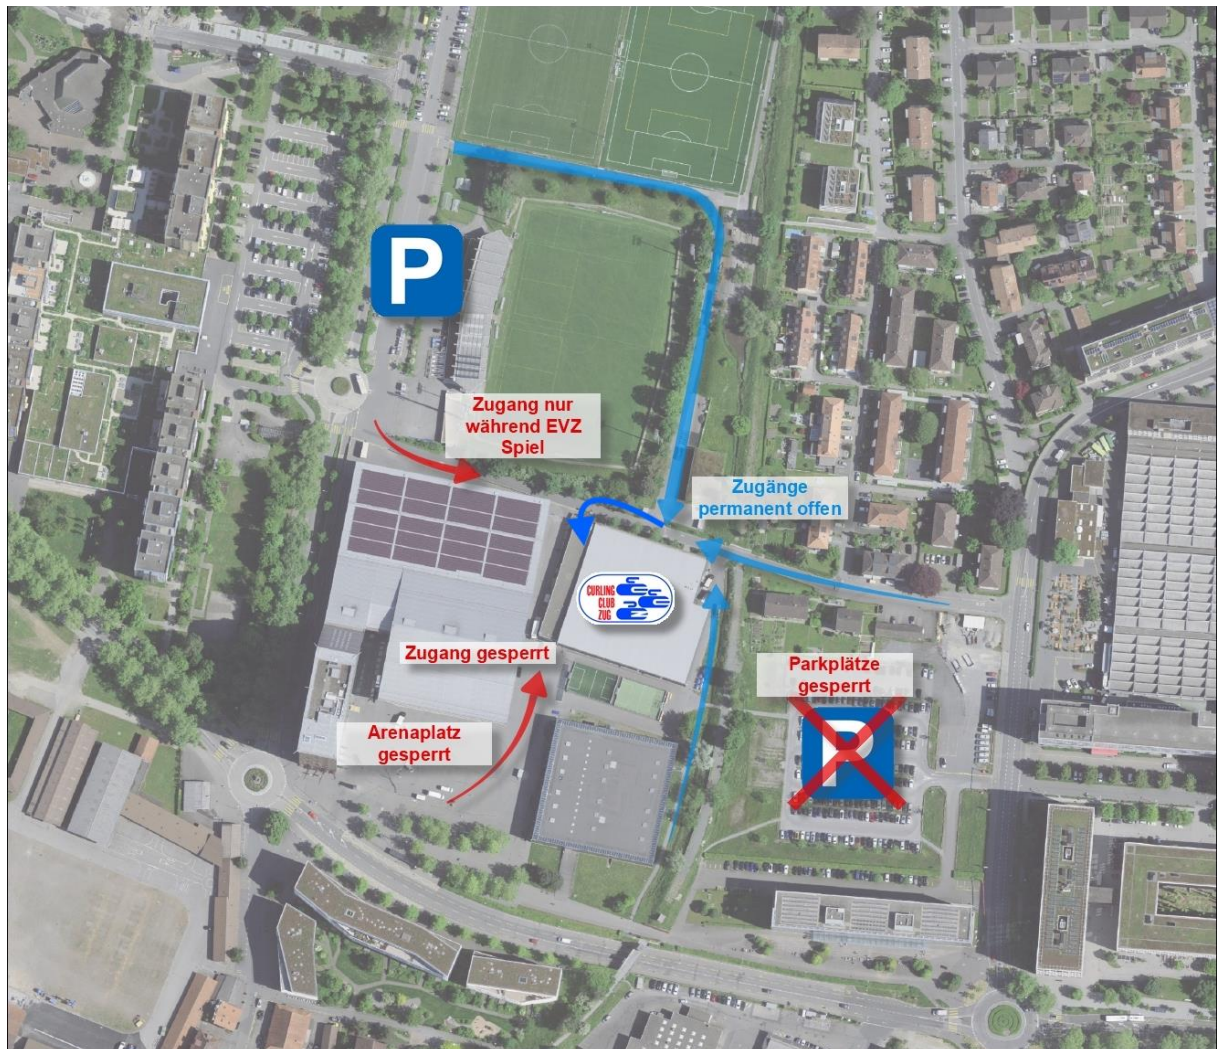 P
Zugang nur
während EVZ
Spiel
Zugänge
permanent offen
CURLING
CLUB
ZUG
Zugang gesperrt
Parkplätze
gesperrt
Arenaplatz
gesperrt
P